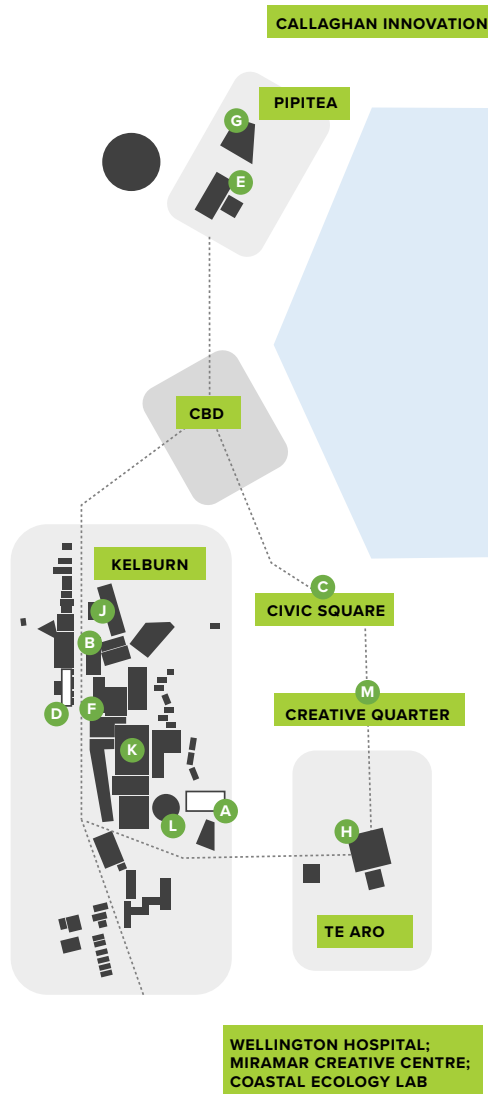 CALLAGHAN INNOVATION
PIPITEA
G
E
CBD
KELBURN
C
J
CIVIC SQUARE
B
M
D
F
CREATIVE QUARTER
K
A
L
H
TE ARO
WELLINGTON HOSPITAL;
MIRAMAR CREATIVE CENTRE;
COASTAL ECOLOGY LAB